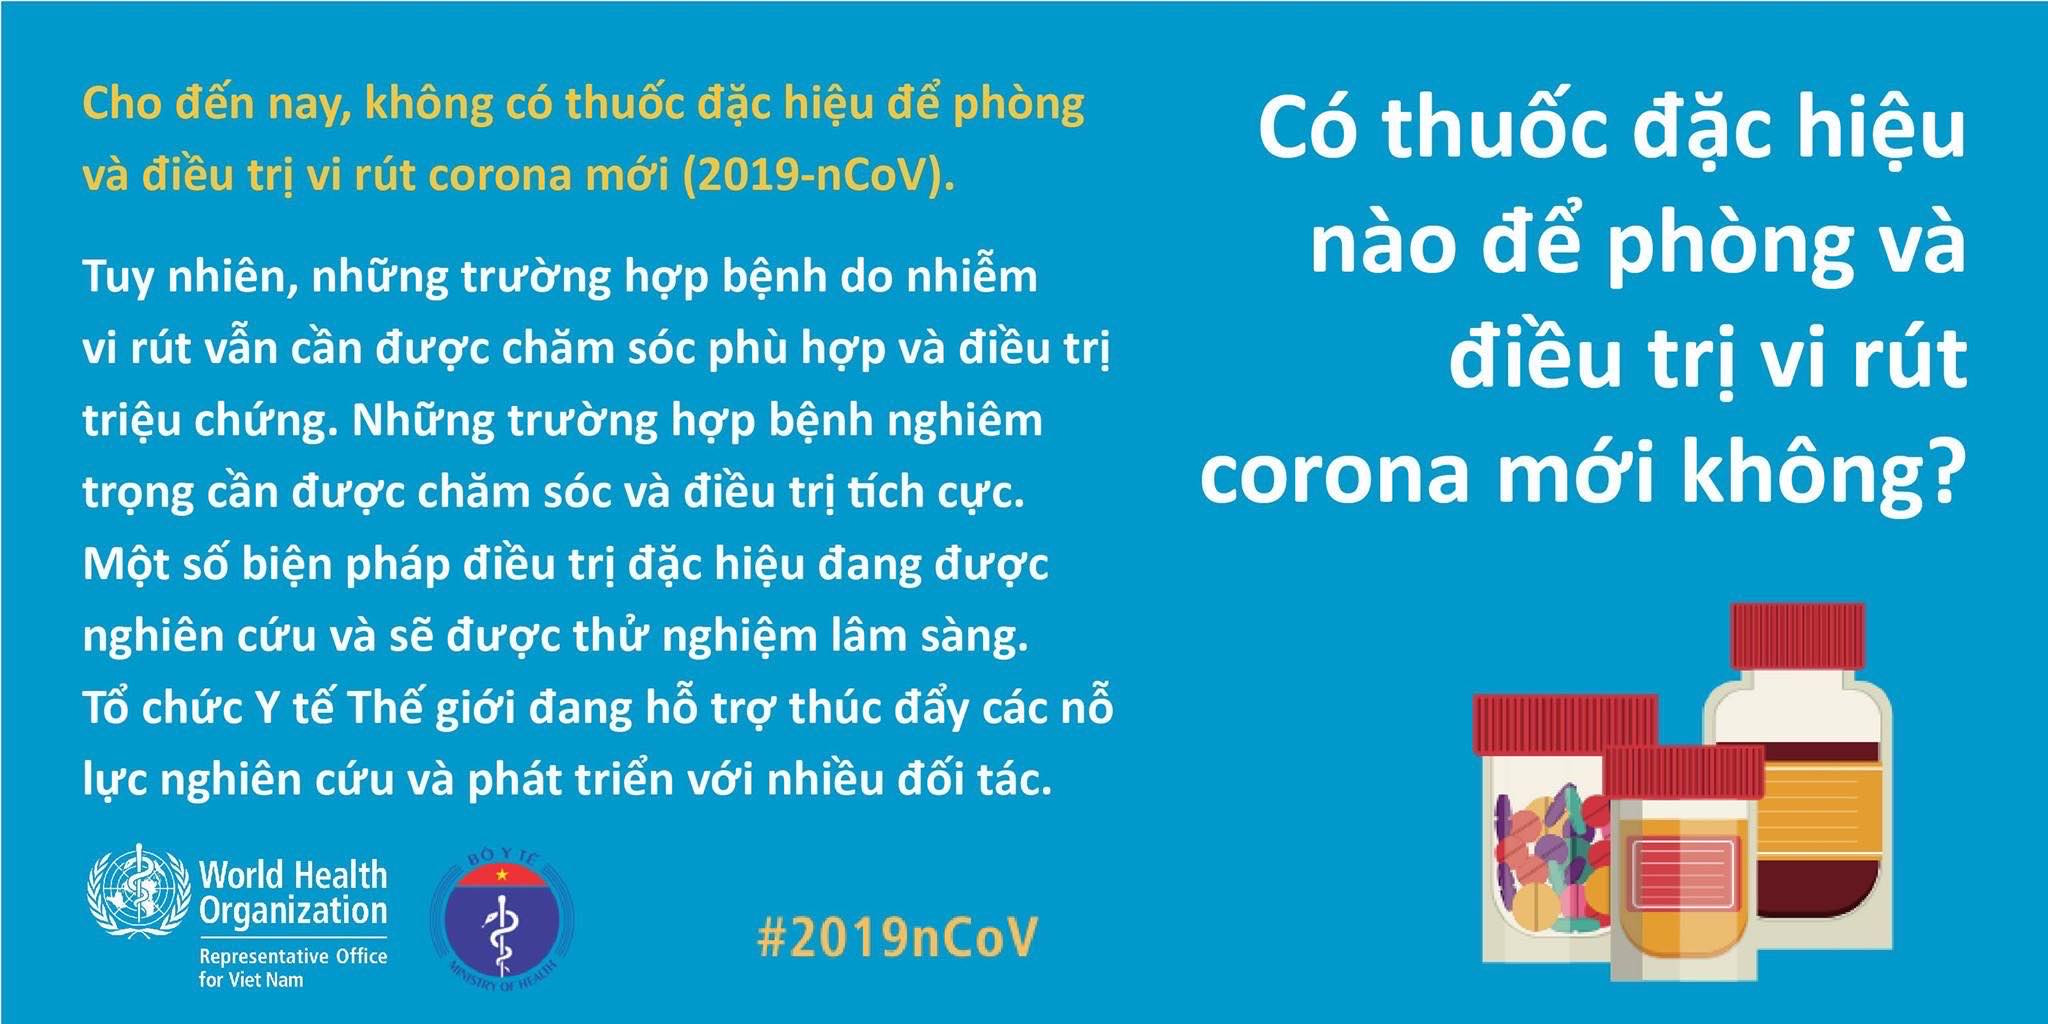 Cho đến nay, không có thuốc đặc hiệu để phòng
và điều trị vi rút corona mới (2019-nCoV).
Tuy nhiên, những trường hợp bệnh do nhiễm
vi rút vẫn cần được chăm sóc phù hợp và điều trị
triệu chứng. Những trường hợp bệnh nghiêm
trọng cần được chăm sóc và điều trị tích cực.
Một số biện pháp điều trị đặc hiệu đang được
nghiên cứu và sẽ được thử nghiệm lâm sàng.
Tổ chức Y tế Thế giới đang hỗ trợ thúc đẩy các nỗ
lực nghiên cứu và phát triển với nhiều đối tác.
Có thuốc đặc hiệu
nào để phòng và
điều trị vi rút
corona mới không?
World Health
Organization
Representative Office
for Viet Nam
BỘ Y TẾ
MINISTRY OF HEALTH
#2019nCoV